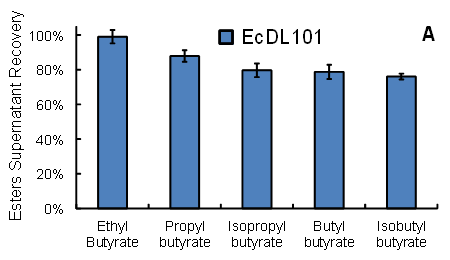 Esters Supernatant Recovery
100%
80%
60%
40%
20%
0%
EcDL101
A
Ethyl
Butyrate
Propyl
butyrate
Isopropyl
butyrate
Butyl
butyrate
Isobutyl
butyrate